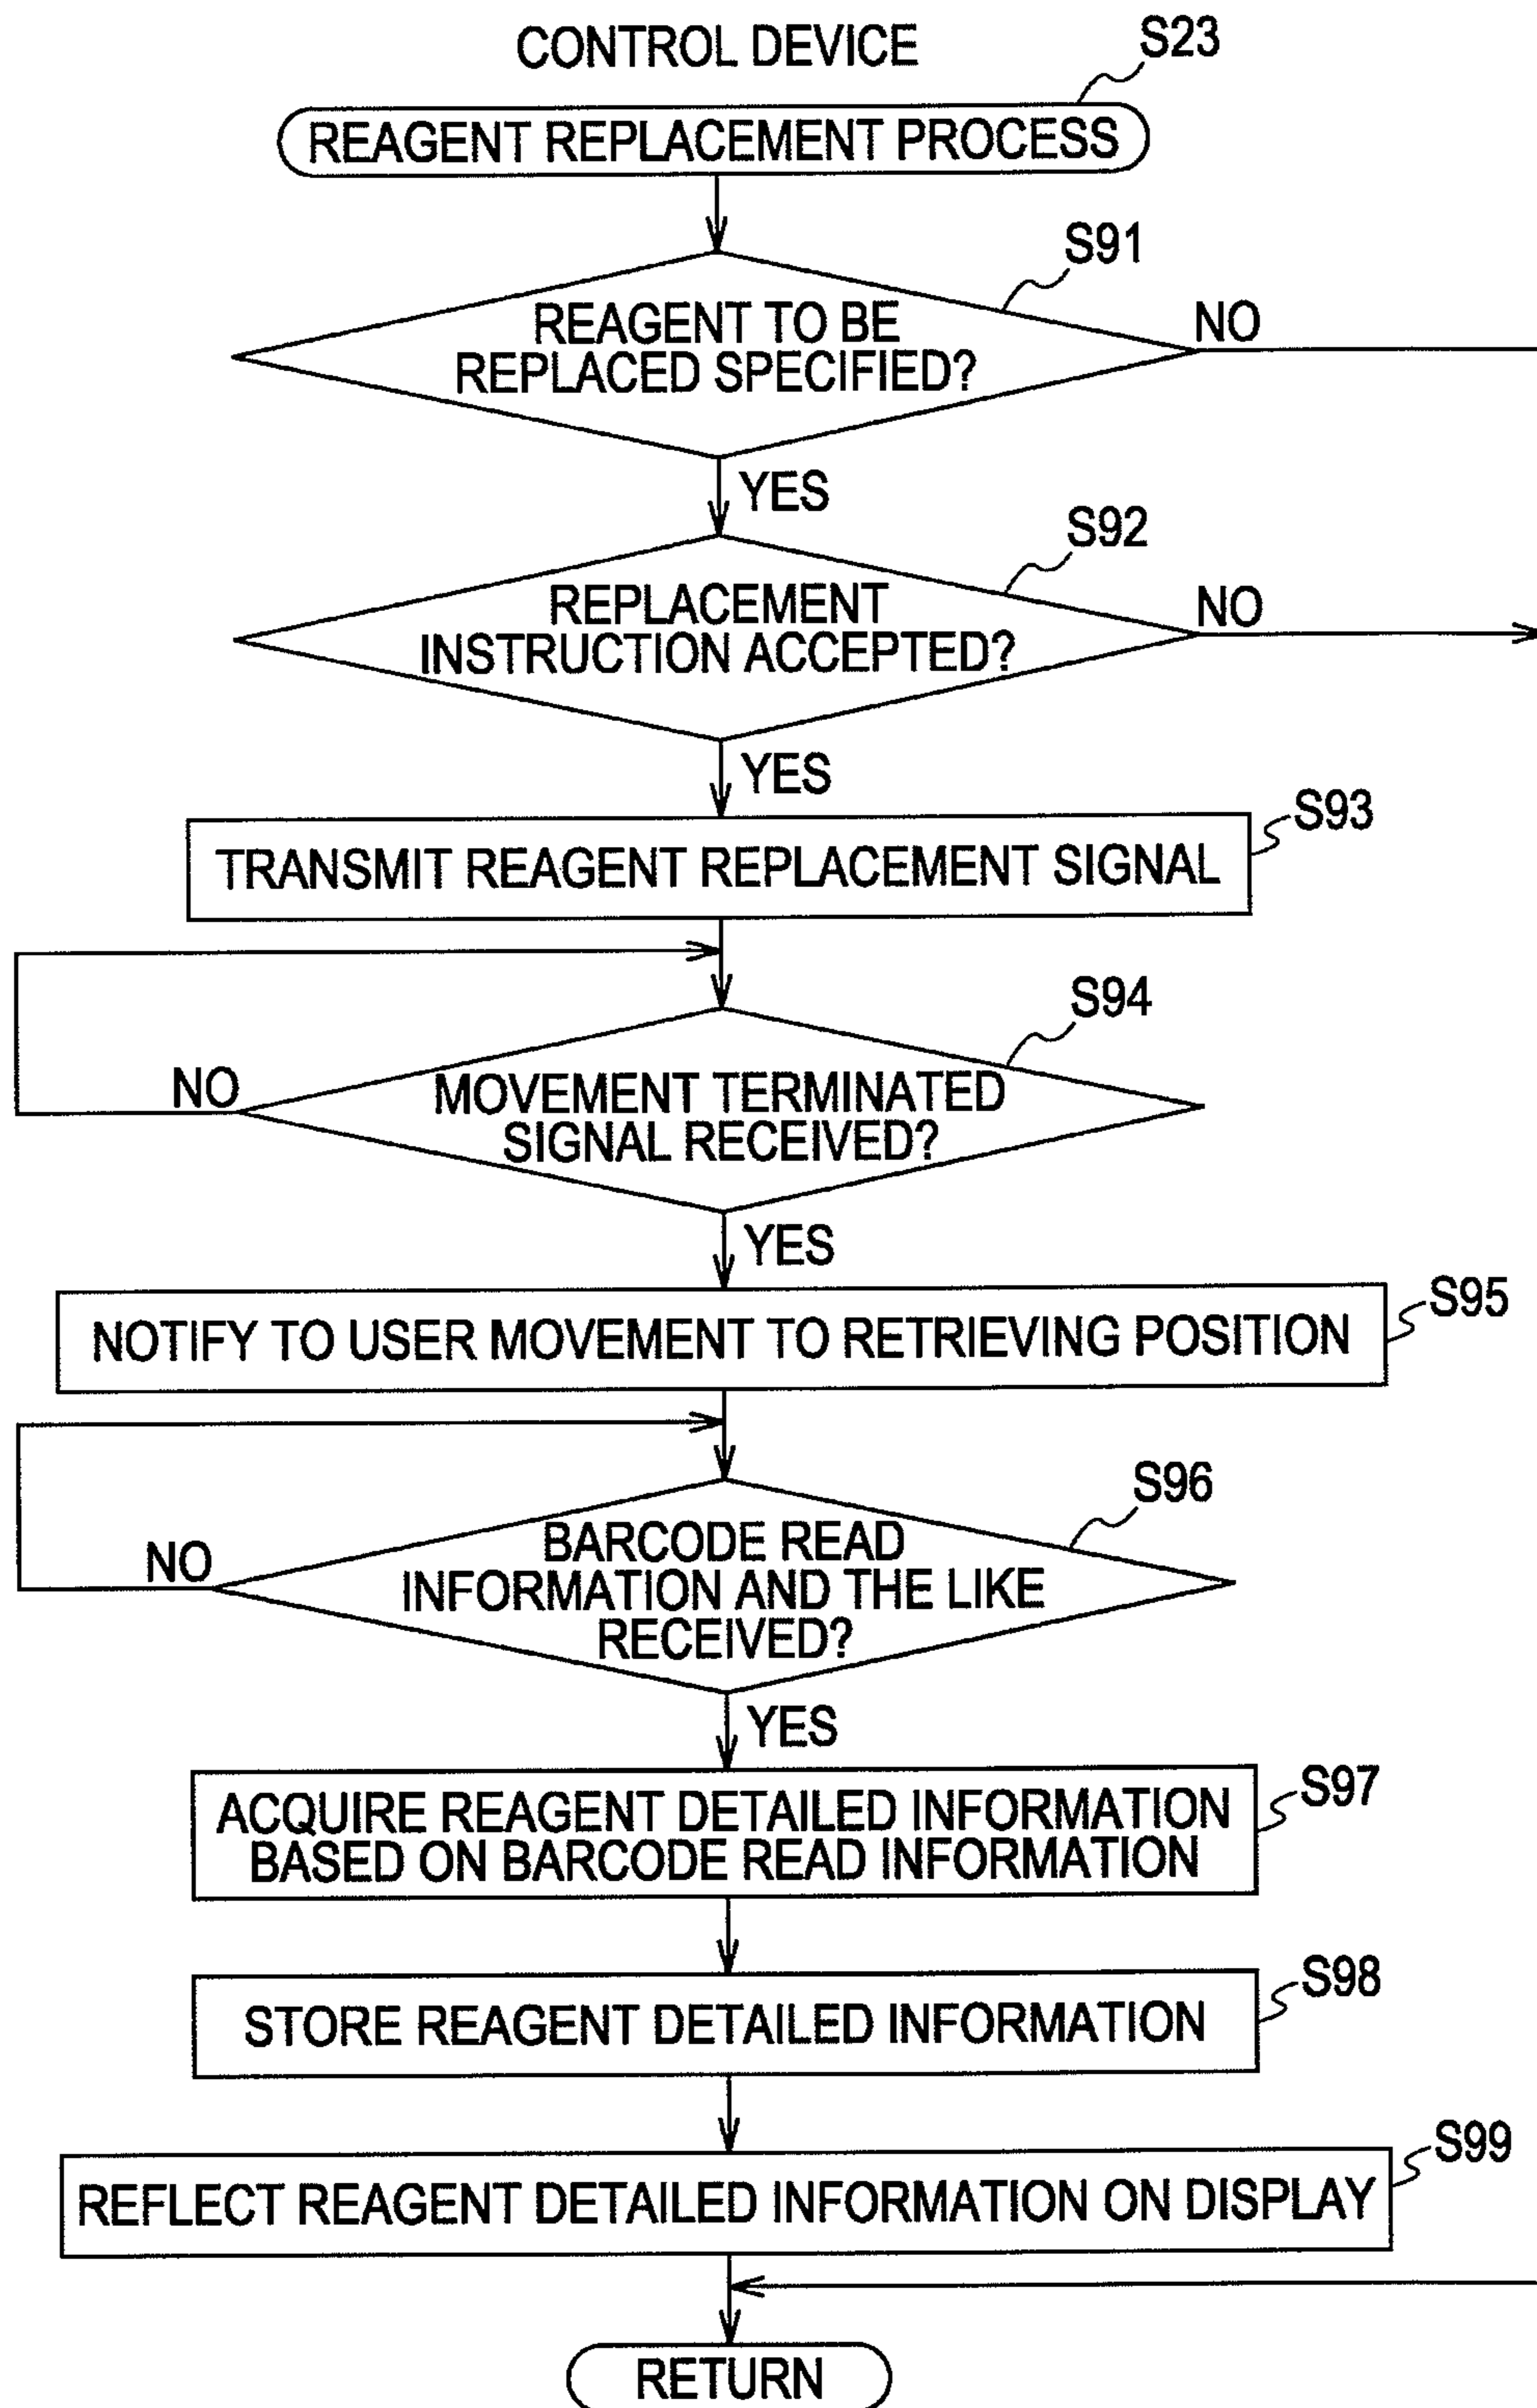 CONTROL DEVICE
S23
REAGENT REPLACEMENT PROCESS
S91
REAGENT TO BE
REPLACED SPECIFIED?
NO
YES
S92
REPLACEMENT
INSTRUCTION ACCEPTED?
NO
YES
S93
TRANSMIT REAGENT REPLACEMENT SIGNAL
S94
MOVEMENT TERMINATED
SIGNAL RECEIVED?
NO
YES
S95
NOTIFY TO USER MOVEMENT TO RETRIEVING POSITION
S96
BARCODE READ
INFORMATION AND THE LIKE
RECEIVED?
NO
YES
S97
ACQUIRE REAGENT DETAILED INFORMATION
BASED ON BARCODE READ INFORMATION
S98
STORE REAGENT DETAILED INFORMATION
S99
REFLECT REAGENT DETAILED INFORMATION ON DISPLAY
RETURN